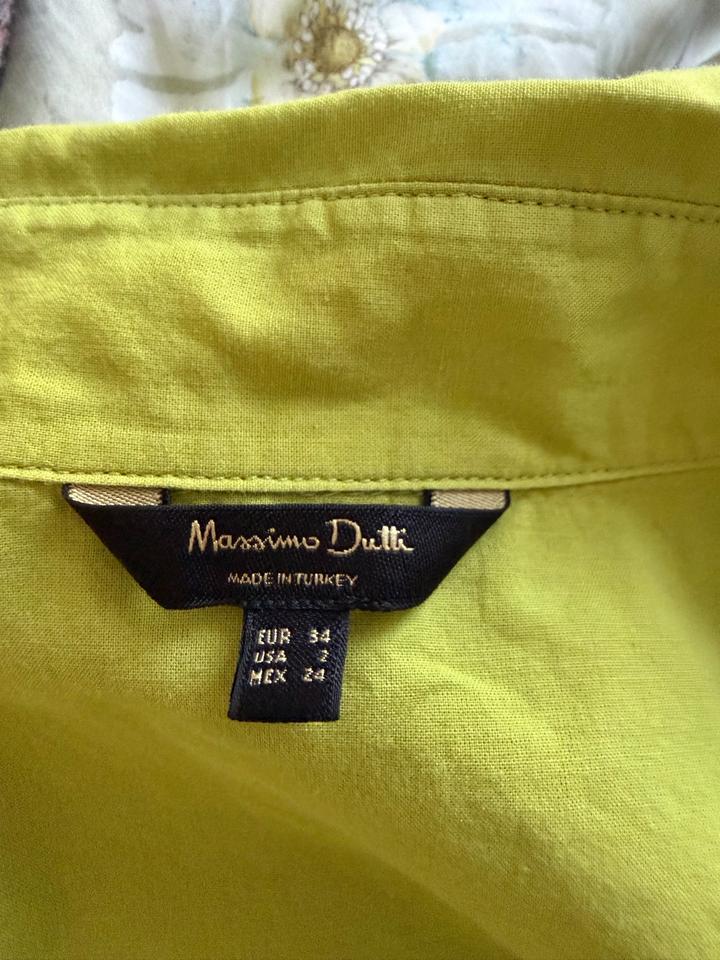 Massimo Dutti
MADE IN TURKEY
EUR 34
USA 2
MEX 24